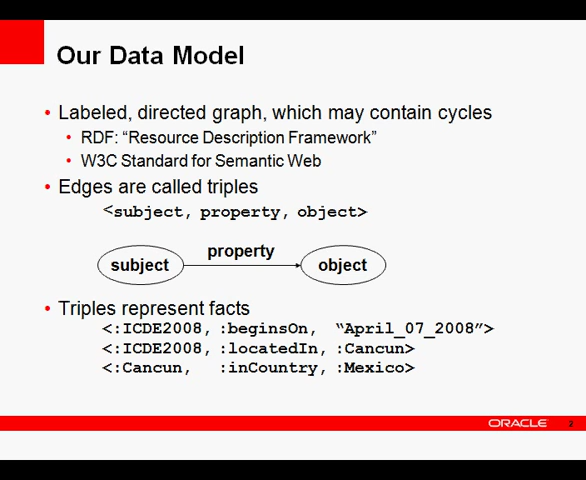 Our Data Model
• Labeled, directed graph, which may contain cycles
• RDF: “Resource Description Framework”
• W3C Standard for Semantic Web
• Edges are called triples
<subject, property, object>
property
subject object
• Triples represent facts
<:ICDE2008, :beginsOn, “April_07_2008”>
<:ICDE2008, :locatedIn, :Cancun>
<:Cancun, :inCountry, :Mexico>
ORACLE 2